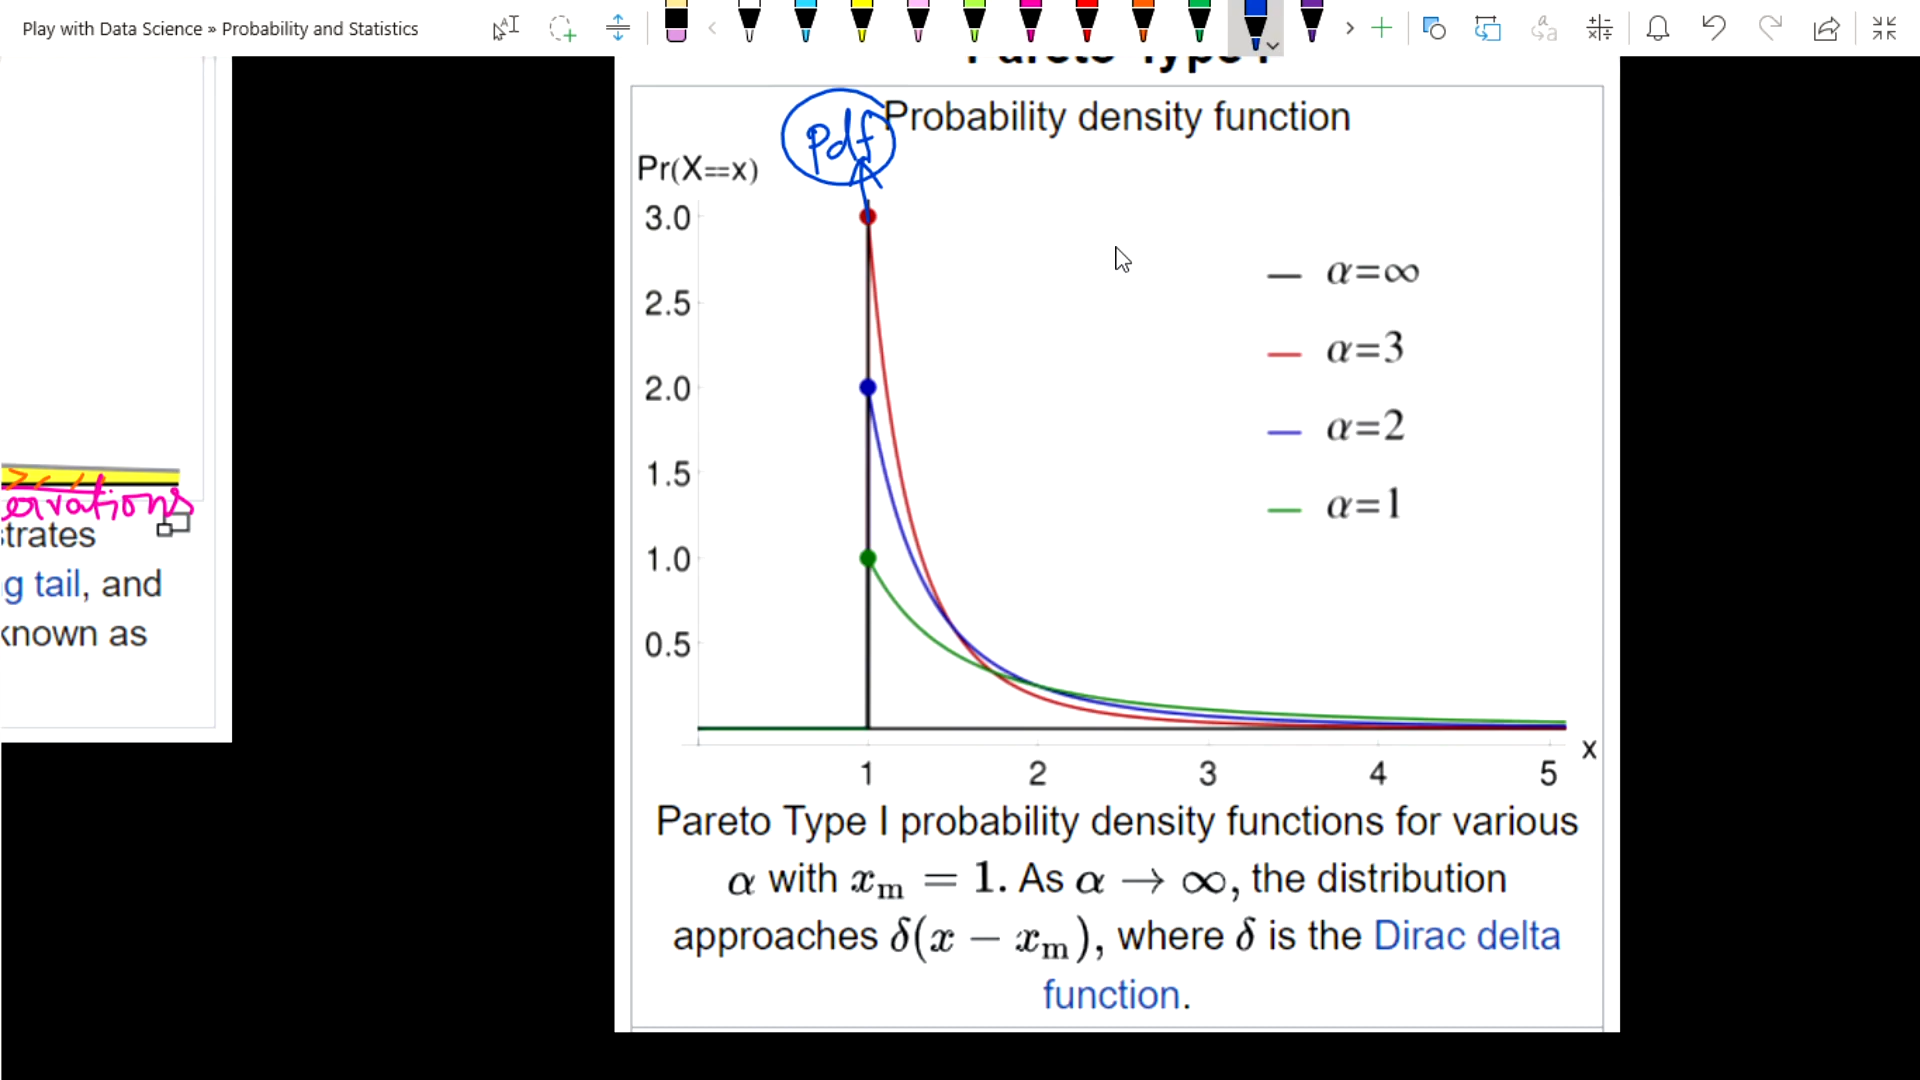 Play with Data Science » Probability and Statistics
ervations
trates
g tail, and
known as
Pareto Type I
Probability density function
pdf
Pr(X==x)
3.0
2.5
2.0
1.5
1.0
0.5
α=∞
α=3
α=2
α=1
1 2 3 4 5
x
Pareto Type I probability density functions for various
α with xₘ = 1. As α → ∞, the distribution
approaches δ(x − xₘ), where δ is the Dirac delta
function.